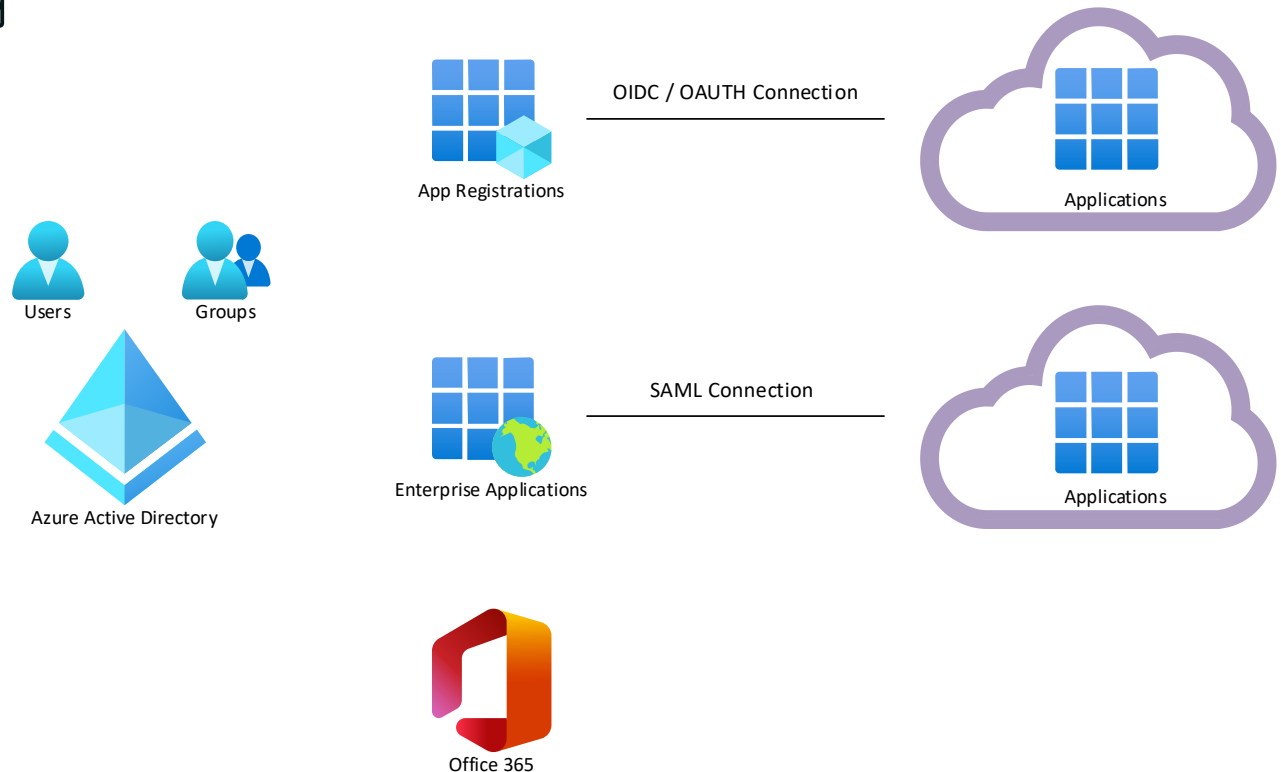 OIDC / OAUTH Connection
App Registrations
Applications
Users
Groups
SAML Connection
Enterprise Applications
Applications
Azure Active Directory
Office 365